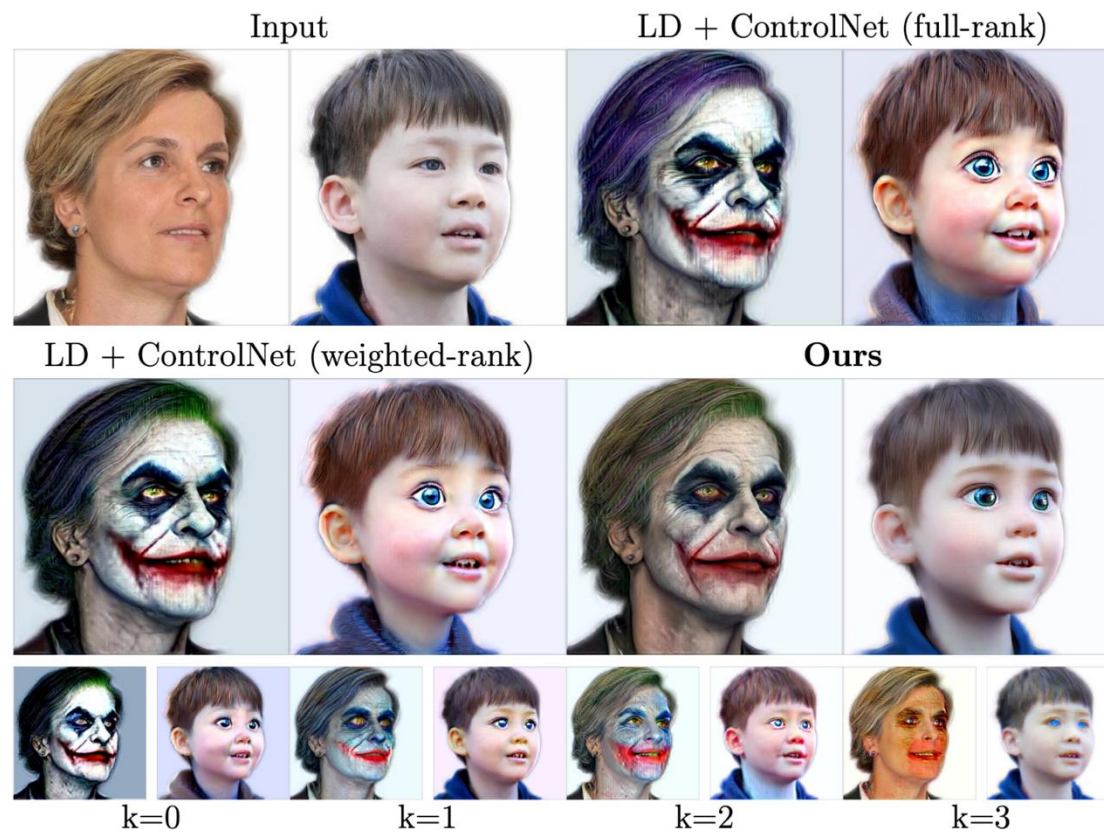 Input
LD + ControlNet (full-rank)
LD + ControlNet (weighted-rank)
Ours
k=0
k=1
k=2
k=3